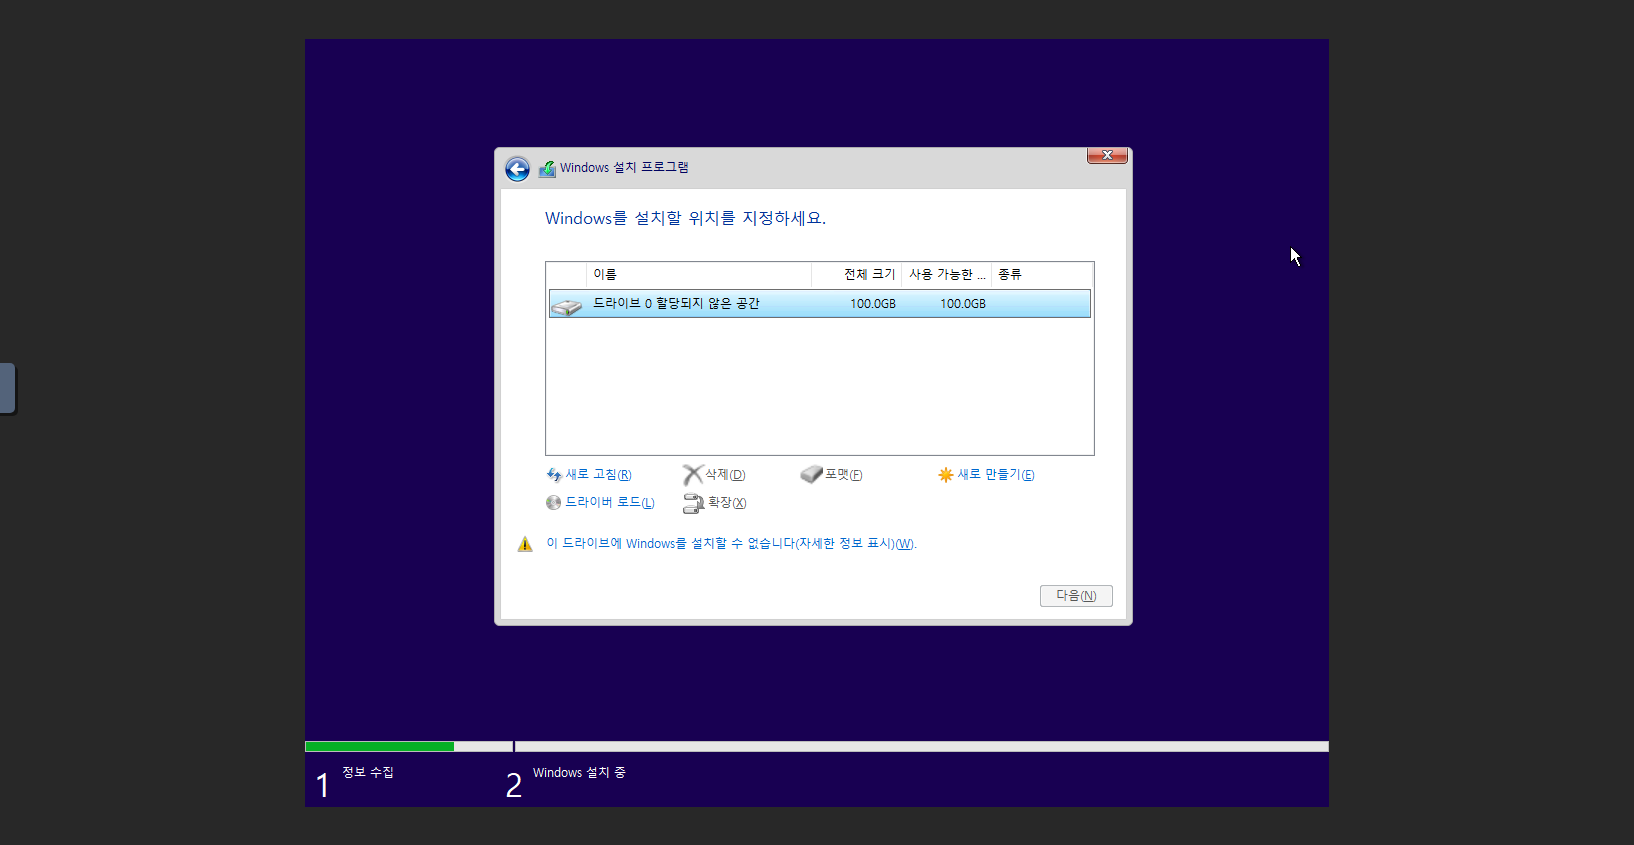 Windows 설치 프로그램
Windows를 설치할 위치를 지정하세요.
이름 전체 크기 사용 가능한 ... 종류
드라이브 0 할당되지 않은 공간 100.0GB 100.0GB
새로 고침(R) 삭제(D) 포맷(F) 새로 만들기(E)
드라이버 로드(L) 확장(X)
이 드라이브에 Windows를 설치할 수 없습니다(자세한 정보 표시)(W).
다음(N)
1 정보 수집 2 Windows 설치 중